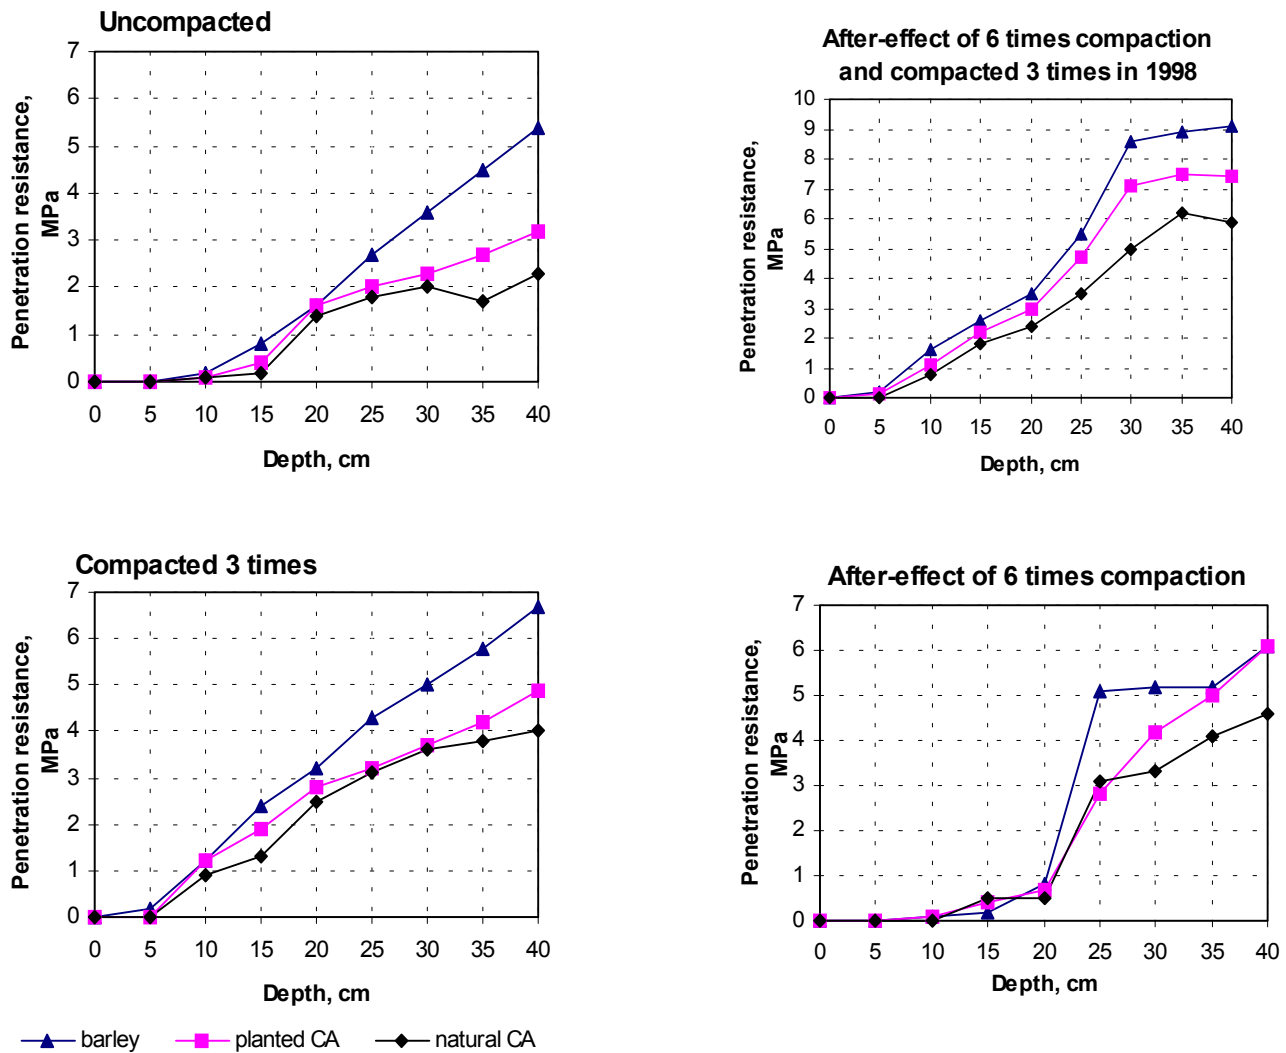 Uncompacted
7
6
5
4
3
2
1
0
Penetration resistance,
MPa
0 5 10 15 20 25 30 35 40
Depth, cm
After-effect of 6 times compaction
and compacted 3 times in 1998
10
9
8
7
6
5
4
3
2
1
0
Penetration resistance,
MPa
0 5 10 15 20 25 30 35 40
Depth, cm
Compacted 3 times
7
6
5
4
3
2
1
0
Penetration resistance,
MPa
0 5 10 15 20 25 30 35 40
Depth, cm
After-effect of 6 times compaction
7
6
5
4
3
2
1
0
Penetration resistance,
MPa
0 5 10 15 20 25 30 35 40
Depth, cm
barley planted CA natural CA